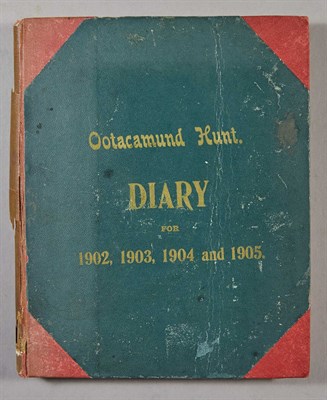 Ootacamund Hunt.
DIARY
FOR
1902, 1903, 1904 and 1905.